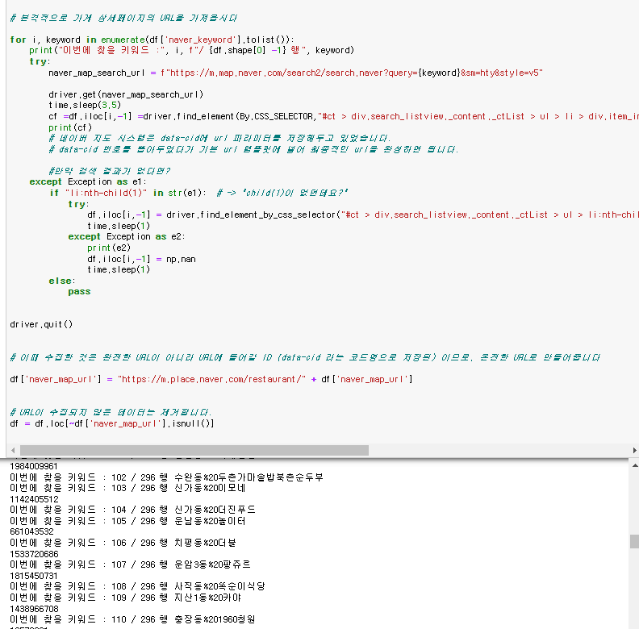 # 본격적으로 가게 상세페이지의 URL을 가져옵시다
for i, keyword in enumerate(df['naver_keyword'].tolist()):
print("이번에 찾을 키워드 :", i, f"/ {df.shape[0] -1} 행", keyword)
try:
naver_map_search_url = f"https://m.map.naver.com/search2/search.naver?query={keyword}&sm=hty&style=v5"
driver.get(naver_map_search_url)
time.sleep(3.5)
cf =df.iloc[i,-1] =driver.find_element(By.CSS_SELECTOR,"#ct > div.search_listview._content._ctList > ul > li > div.item_in
print(cf)
# 네이버 지도 시스템은 data-cid에 url 파라미터를 저장해두고 있었습니다.
# data-cid 번호를 뽑아두었다가 기본 url 템플릿에 넣어 최종적인 url을 완성하면 됩니다.
#만약 검색 결과가 없다면?
except Exception as e1:
if "li:nth-child(1)" in str(e1): # -> "child(1)이 없던데요?"
try:
df.iloc[i,-1] = driver.find_element_by_css_selector("#ct > div.search_listview._content._ctList > ul > li:nth-chil
time.sleep(1)
except Exception as e2:
print(e2)
df.iloc[i,-1] = np.nan
time.sleep(1)
else:
pass
driver.quit()
# 이때 수집한 것은 완전한 URL이 아니라 URL에 들어갈 ID (data-cid 라는 코드명으로 저장된) 이므로, 온전한 URL로 만들어줍니다
df['naver_map_url'] = "https://m.place.naver.com/restaurant/" + df['naver_map_url']
# URL이 수집되지 않은 데이터는 제거합니다.
df = df.loc[~df['naver_map_url'].isnull()]
1984009961
이번에 찾을 키워드 : 102 / 296 행 수완동%20두춘가마솥밥북촌순두부
이번에 찾을 키워드 : 103 / 296 행 신가동%20미모네
1142405512
이번에 찾을 키워드 : 104 / 296 행 신가동%20더진푸드
이번에 찾을 키워드 : 105 / 296 행 운남동%20놀이터
661043532
이번에 찾을 키워드 : 106 / 296 행 치평동%20더블
1533720686
이번에 찾을 키워드 : 107 / 296 행 운암3동%20팡쥬르
1815450731
이번에 찾을 키워드 : 108 / 296 행 사직동%20똑순이식당
이번에 찾을 키워드 : 109 / 296 행 지산1동%20카야
1438966708
이번에 찾을 키워드 : 110 / 296 행 충장동%201960청원